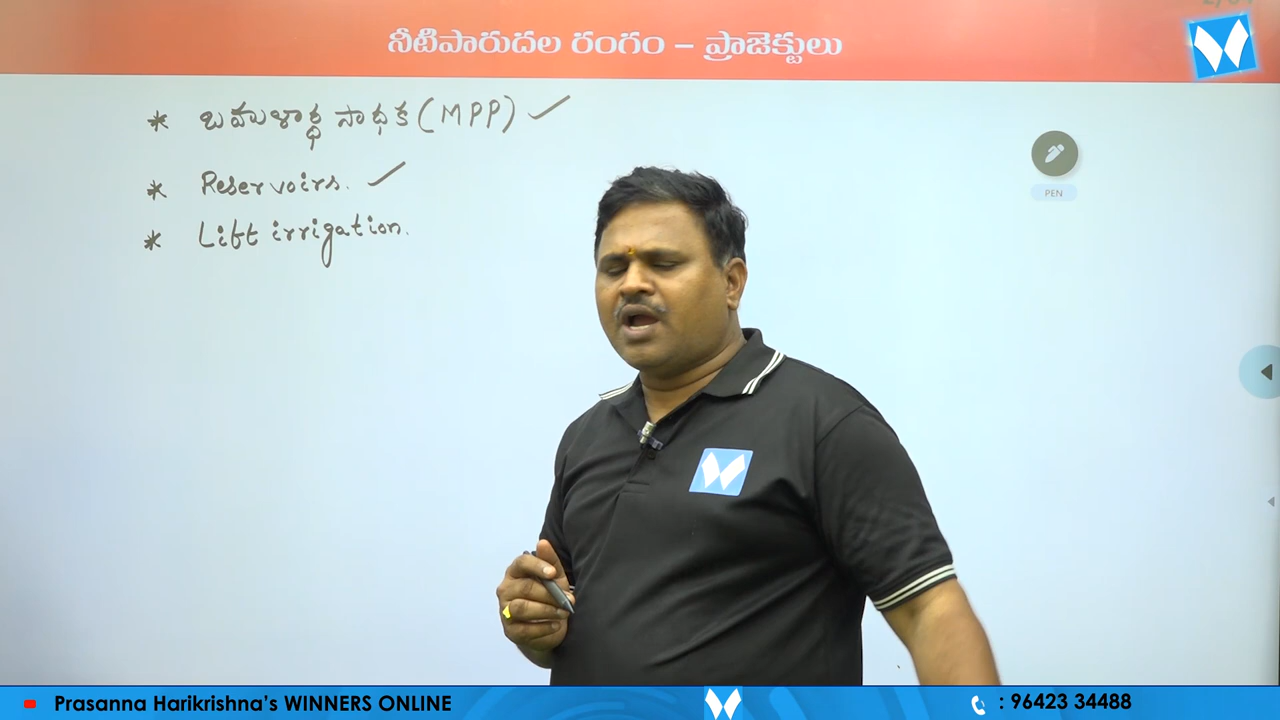 నీటిపారుదల రంగం – ప్రాజెక్టులు
* బహుళార్థ సాధక (MPP) ✓
* Reservoirs. ✓
* Lift irrigation.
PEN
Prasanna Harikrishna's WINNERS ONLINE
: 96423 34488